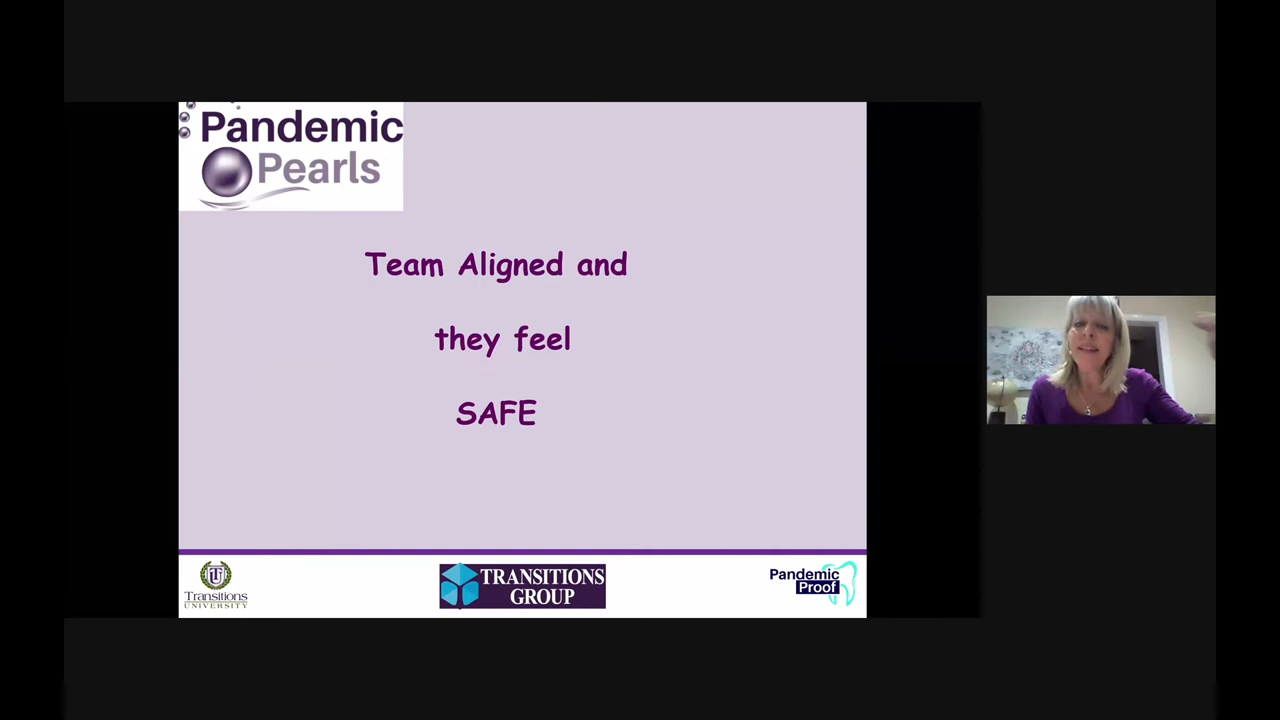 Pandemic
Pearls
Team Aligned and
they feel
SAFE
Transitions
UNIVERSITY
TRANSITIONS
GROUP
Pandemic
Proof